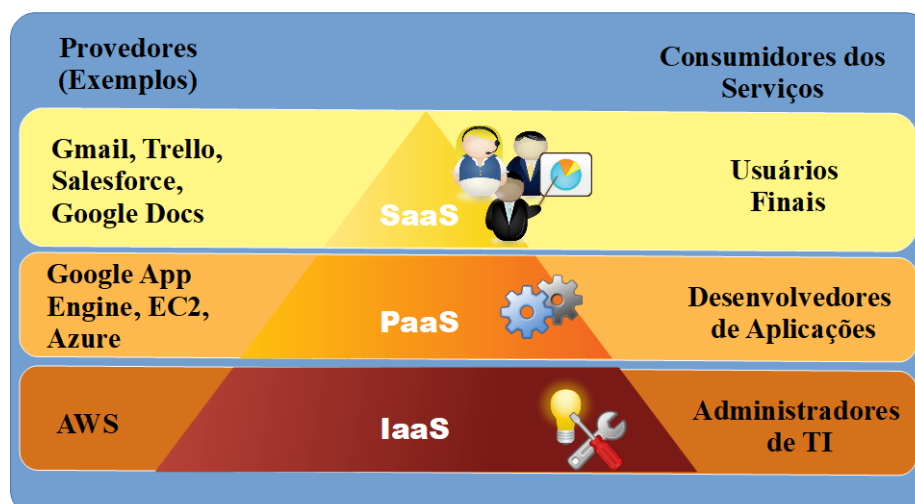 Provedores
(Exemplos)
Consumidores dos
Serviços
Gmail, Trello,
Salesforce,
Google Docs
SaaS
Usuários
Finais
Google App
Engine, EC2,
Azure
PaaS
Desenvolvedores
de Aplicações
AWS
IaaS
Administradores
de TI